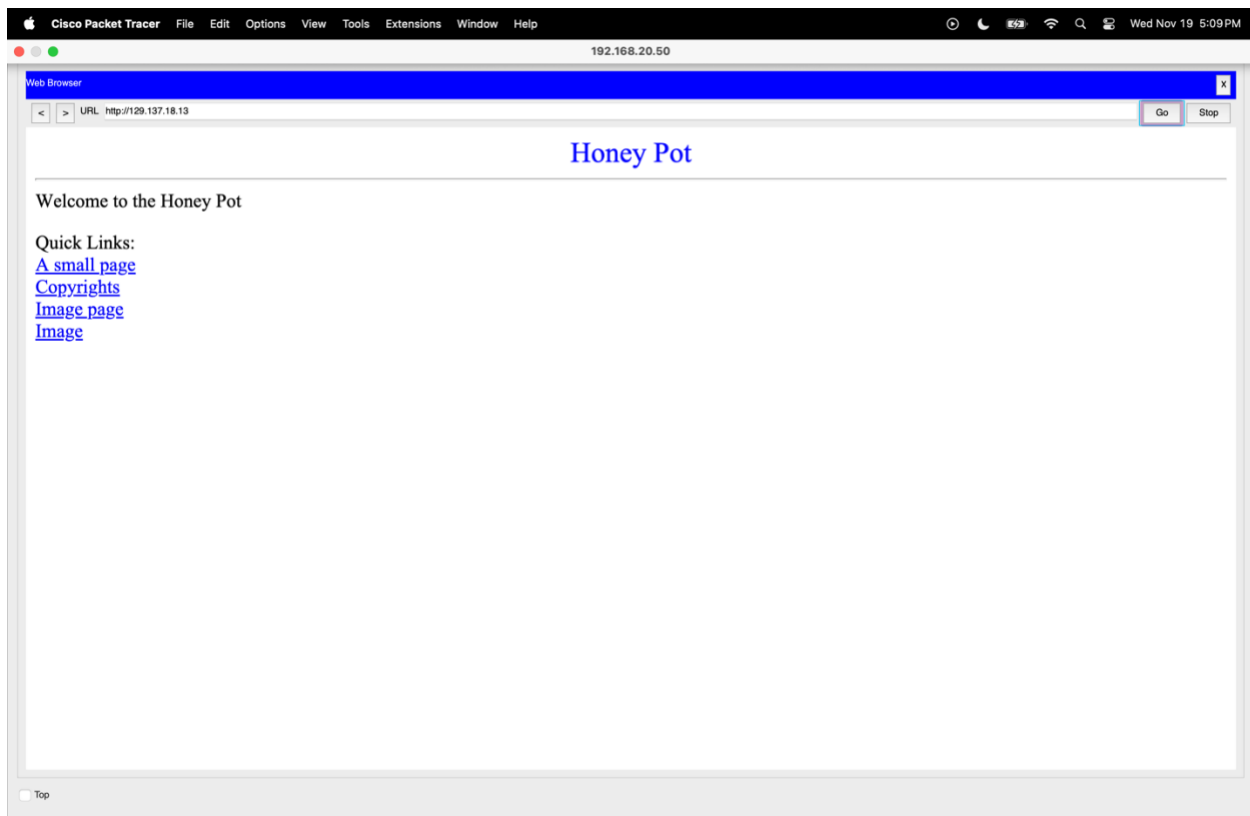 Cisco Packet Tracer File Edit Options View Tools Extensions Window Help Wed Nov 19 5:09 PM
192.168.20.50
Web Browser X
< > URL http://129.137.18.13 Go Stop
Honey Pot
Welcome to the Honey Pot
Quick Links:
A small page
Copyrights
Image page
Image
Top